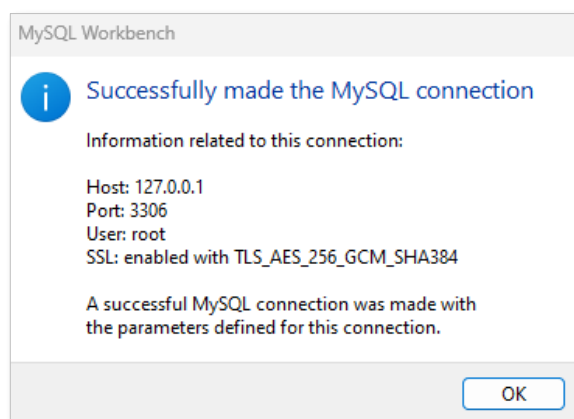 MySQL Workbench
Successfully made the MySQL connection
Information related to this connection:
Host: 127.0.0.1
Port: 3306
User: root
SSL: enabled with TLS_AES_256_GCM_SHA384
A successful MySQL connection was made with
the parameters defined for this connection.
OK